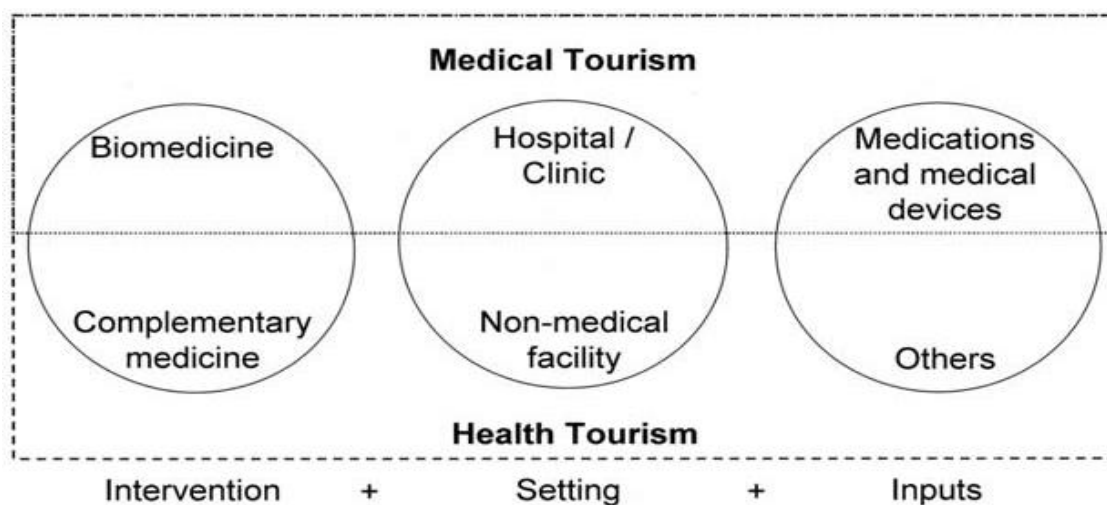 Medical Tourism
Biomedicine
Hospital /
Clinic
Medications
and medical
devices
Complementary
medicine
Non-medical
facility
Others
Health Tourism
Intervention + Setting + Inputs